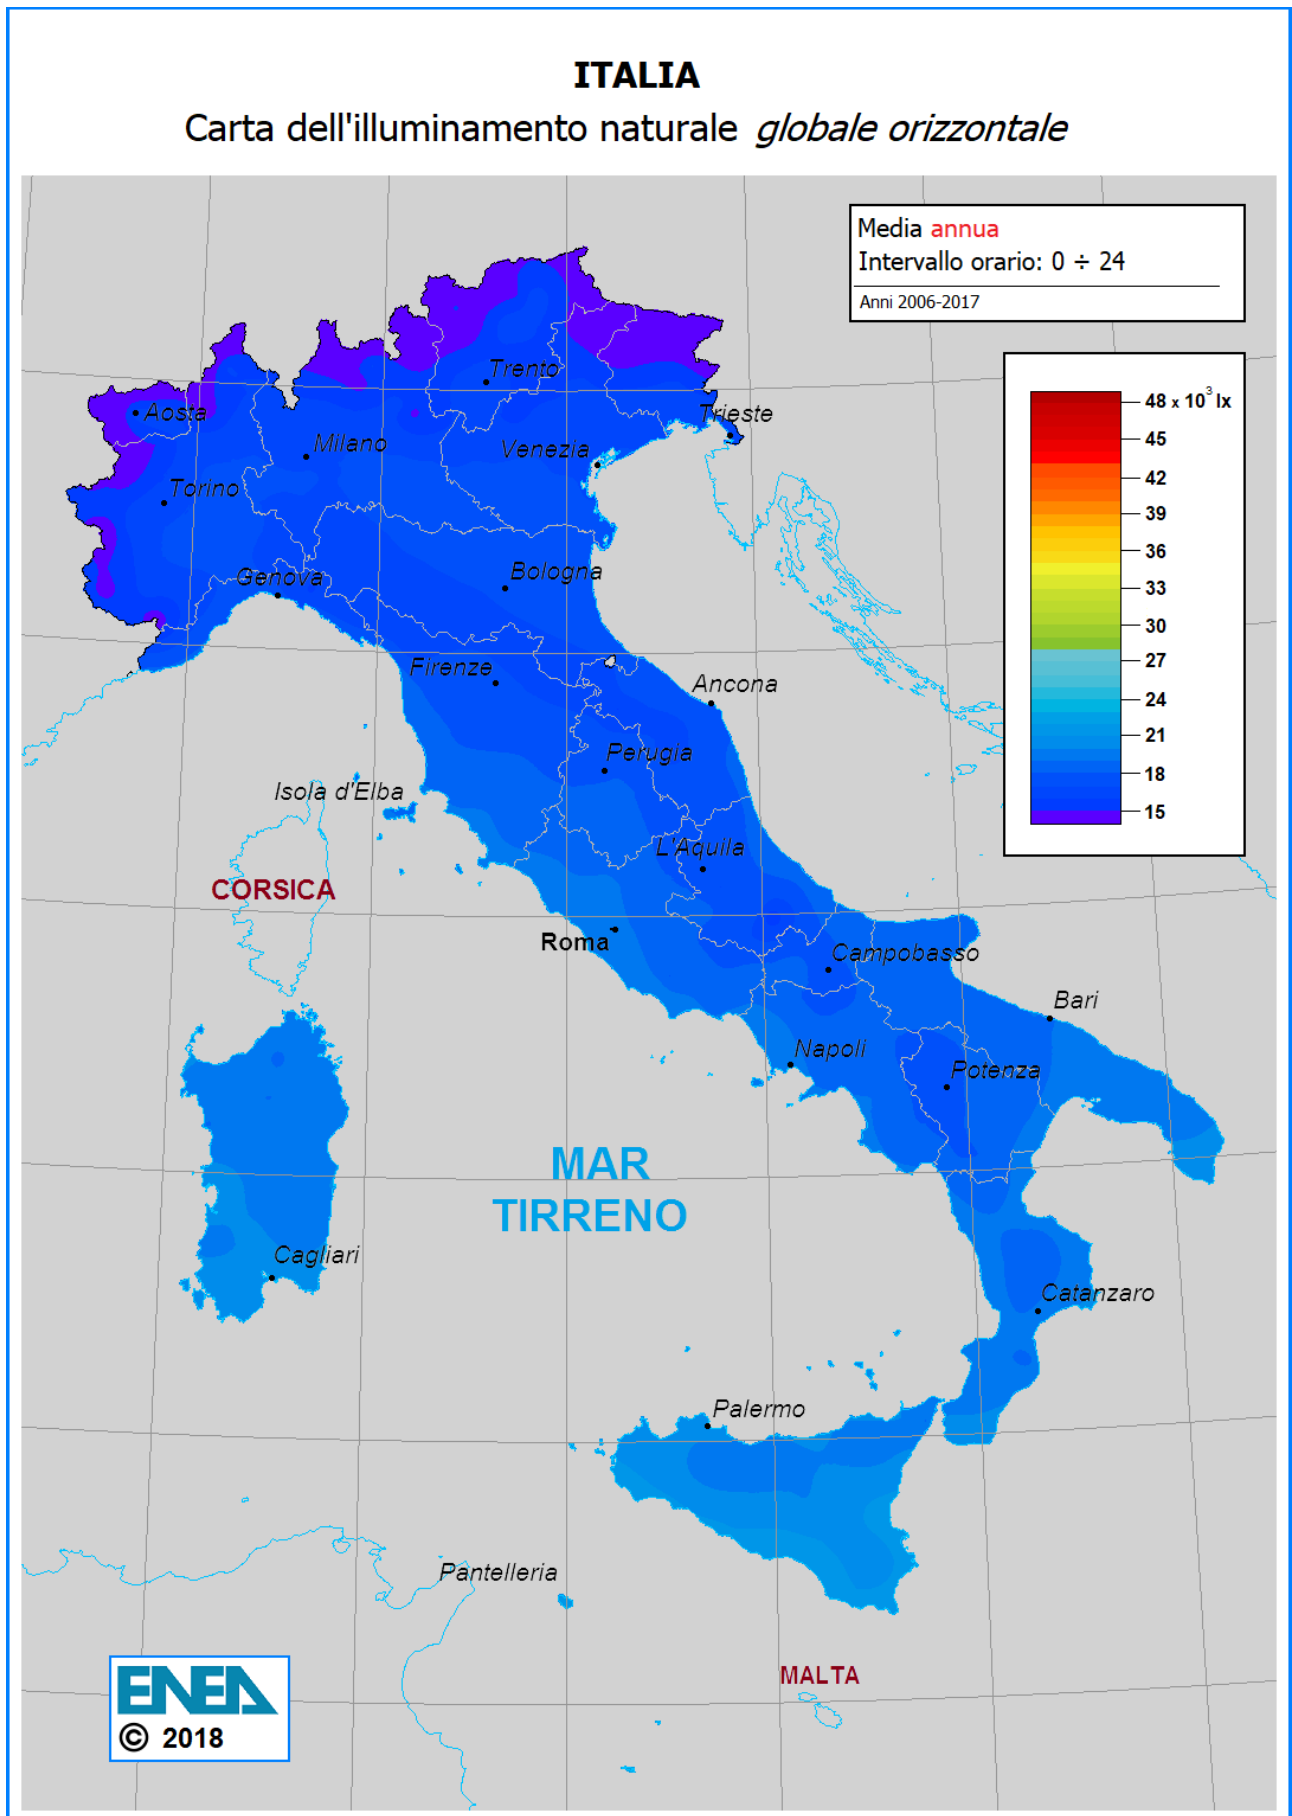 ITALIA
Carta dell'illuminamento naturale globale orizzontale
Media annua
Intervallo orario: 0 ÷ 24
Anni 2006-2017
48 x 10³ lx
45
42
39
36
33
30
27
24
21
18
15
Trento
Aosta
Trieste
Milano
Venezia
Torino
Genova
Bologna
Firenze
Ancona
Perugia
Isola d'Elba
L'Aquila
CORSICA
Roma
Campobasso
Bari
Napoli
Potenza
MAR
TIRRENO
Cagliari
Catanzaro
Palermo
Pantelleria
MALTA
ENEA
© 2018